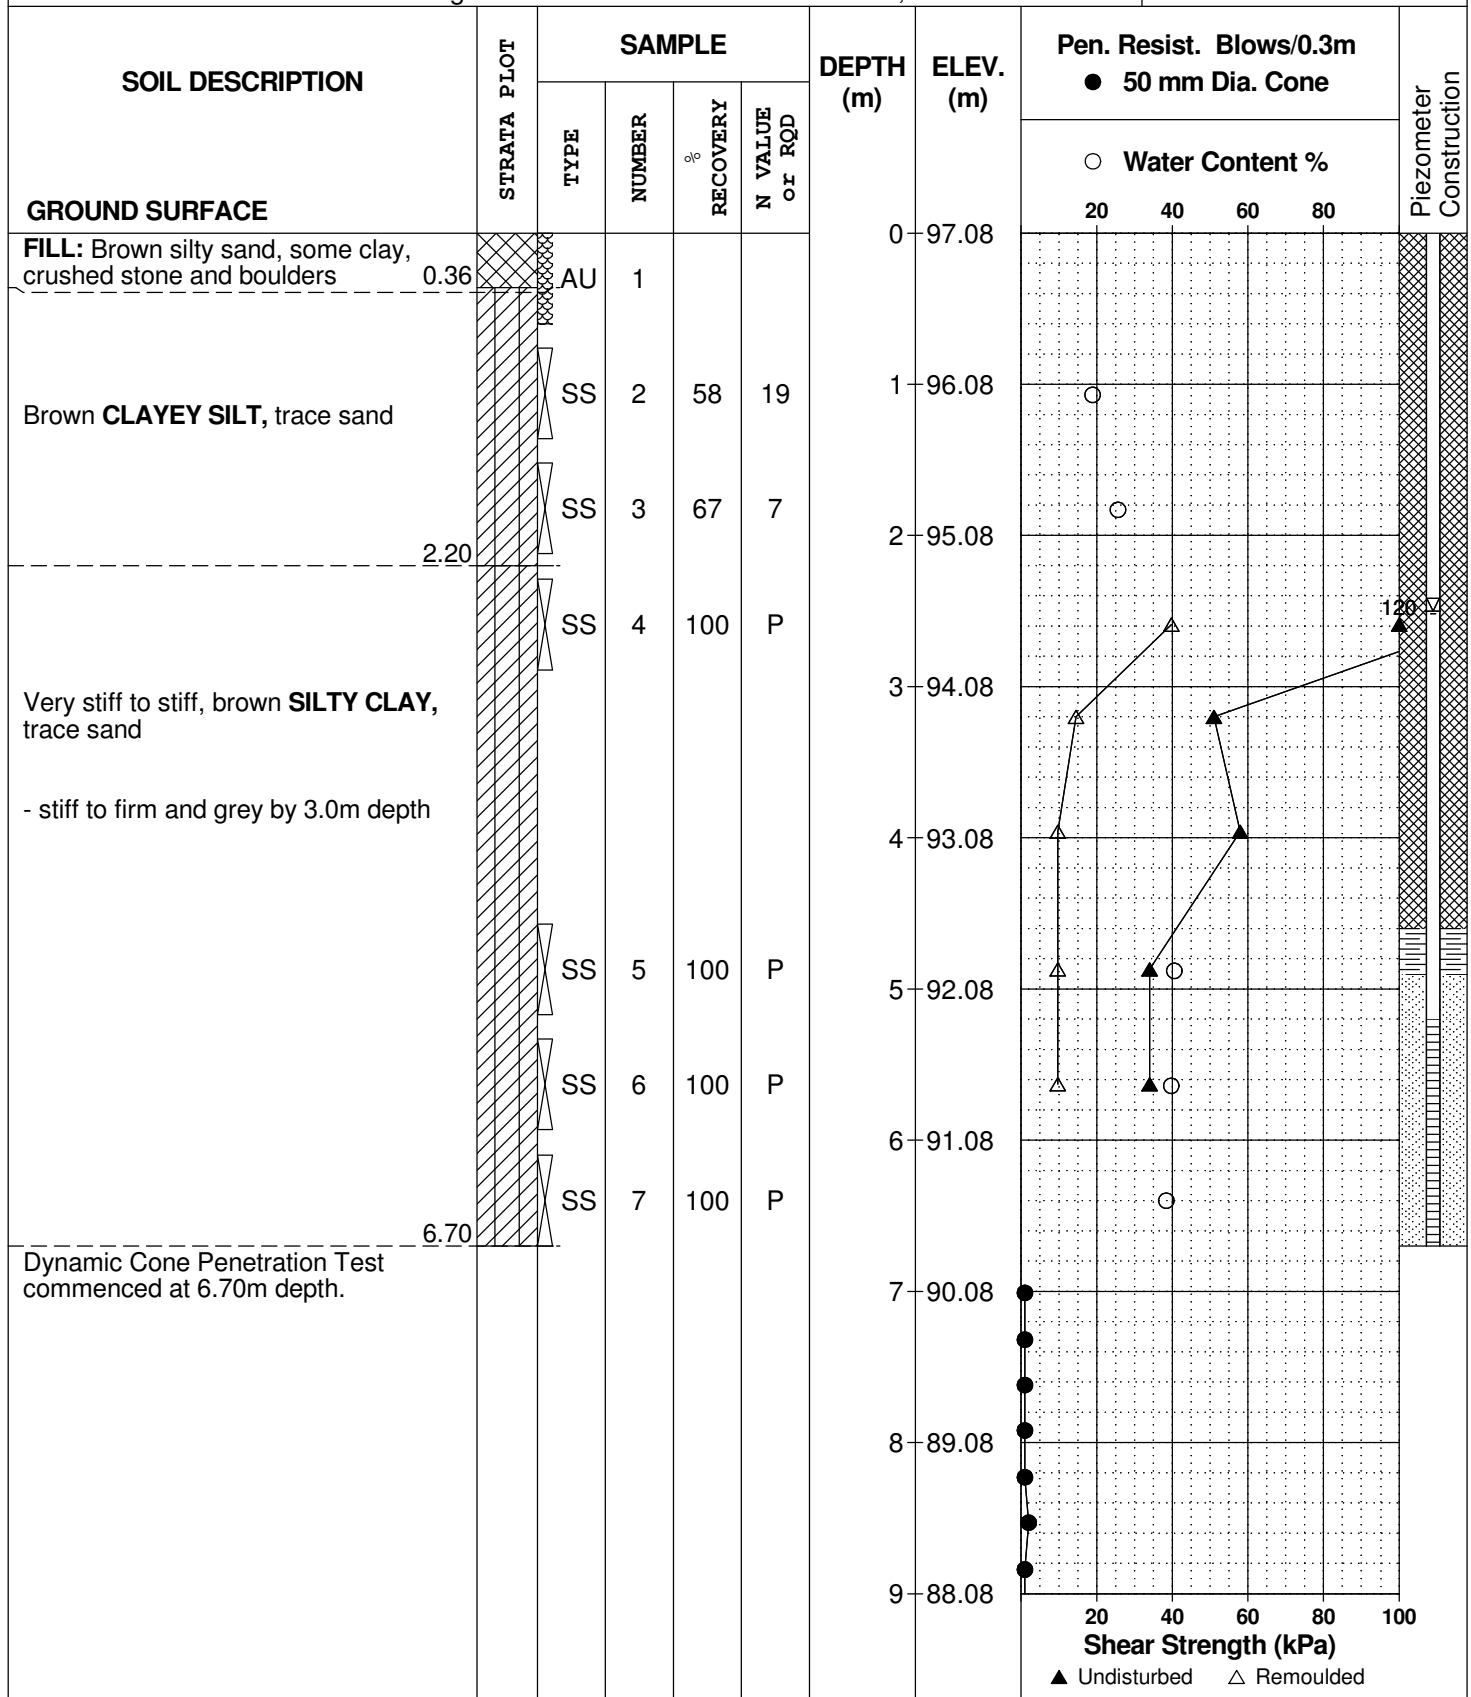 SOIL DESCRIPTION
GROUND SURFACE
STRATA PLOT
SAMPLE
TYPE
NUMBER
% RECOVERY
N VALUE or RQD
DEPTH (m)
ELEV. (m)
Pen. Resist. Blows/0.3m
● 50 mm Dia. Cone
○ Water Content %
20 40 60 80
Piezometer Construction
0 97.08
FILL: Brown silty sand, some clay,
crushed stone and boulders 0.36
AU 1
1 96.08
SS 2 58 19
Brown CLAYEY SILT, trace sand
SS 3 67 7
2 95.08
2.20
120
SS 4 100 P
3 94.08
Very stiff to stiff, brown SILTY CLAY,
trace sand
- stiff to firm and grey by 3.0m depth
4 93.08
SS 5 100 P
5 92.08
SS 6 100 P
6 91.08
SS 7 100 P
6.70
Dynamic Cone Penetration Test
commenced at 6.70m depth.
7 90.08
8 89.08
9 88.08
20 40 60 80 100
Shear Strength (kPa)
▲ Undisturbed △ Remoulded